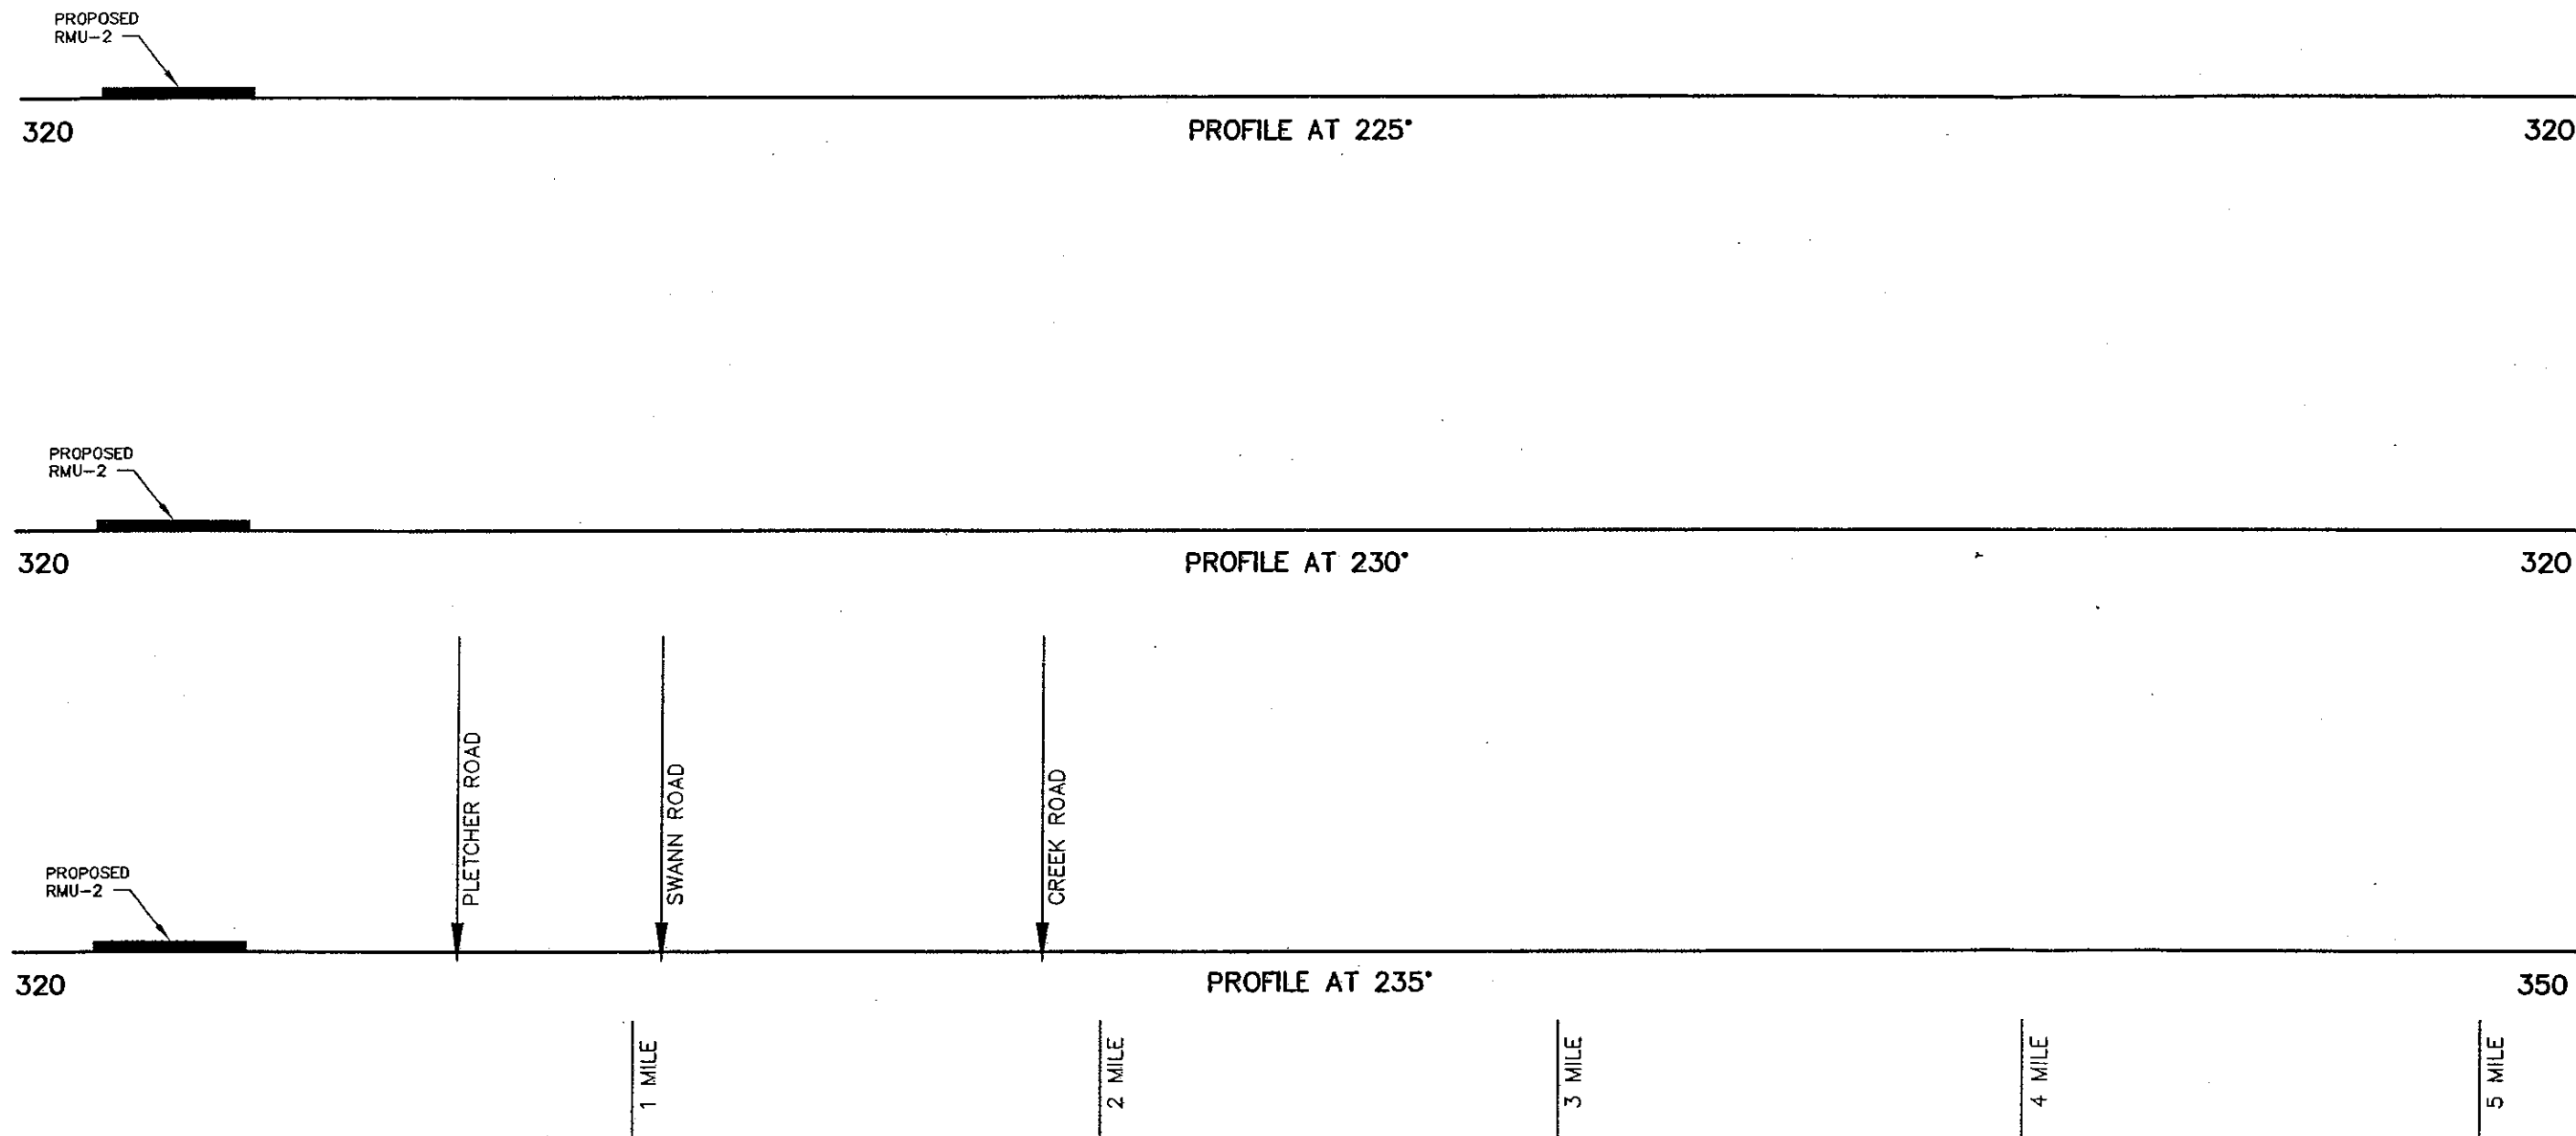 PROPOSED
RMU-2
320
PROFILE AT 225°
320
PROPOSED
RMU-2
320
PROFILE AT 230°
320
PLETCHER ROAD
SWANN ROAD
CREEK ROAD
PROPOSED
RMU-2
320
PROFILE AT 235°
350
1 MILE
2 MILE
3 MILE
4 MILE
5 MILE